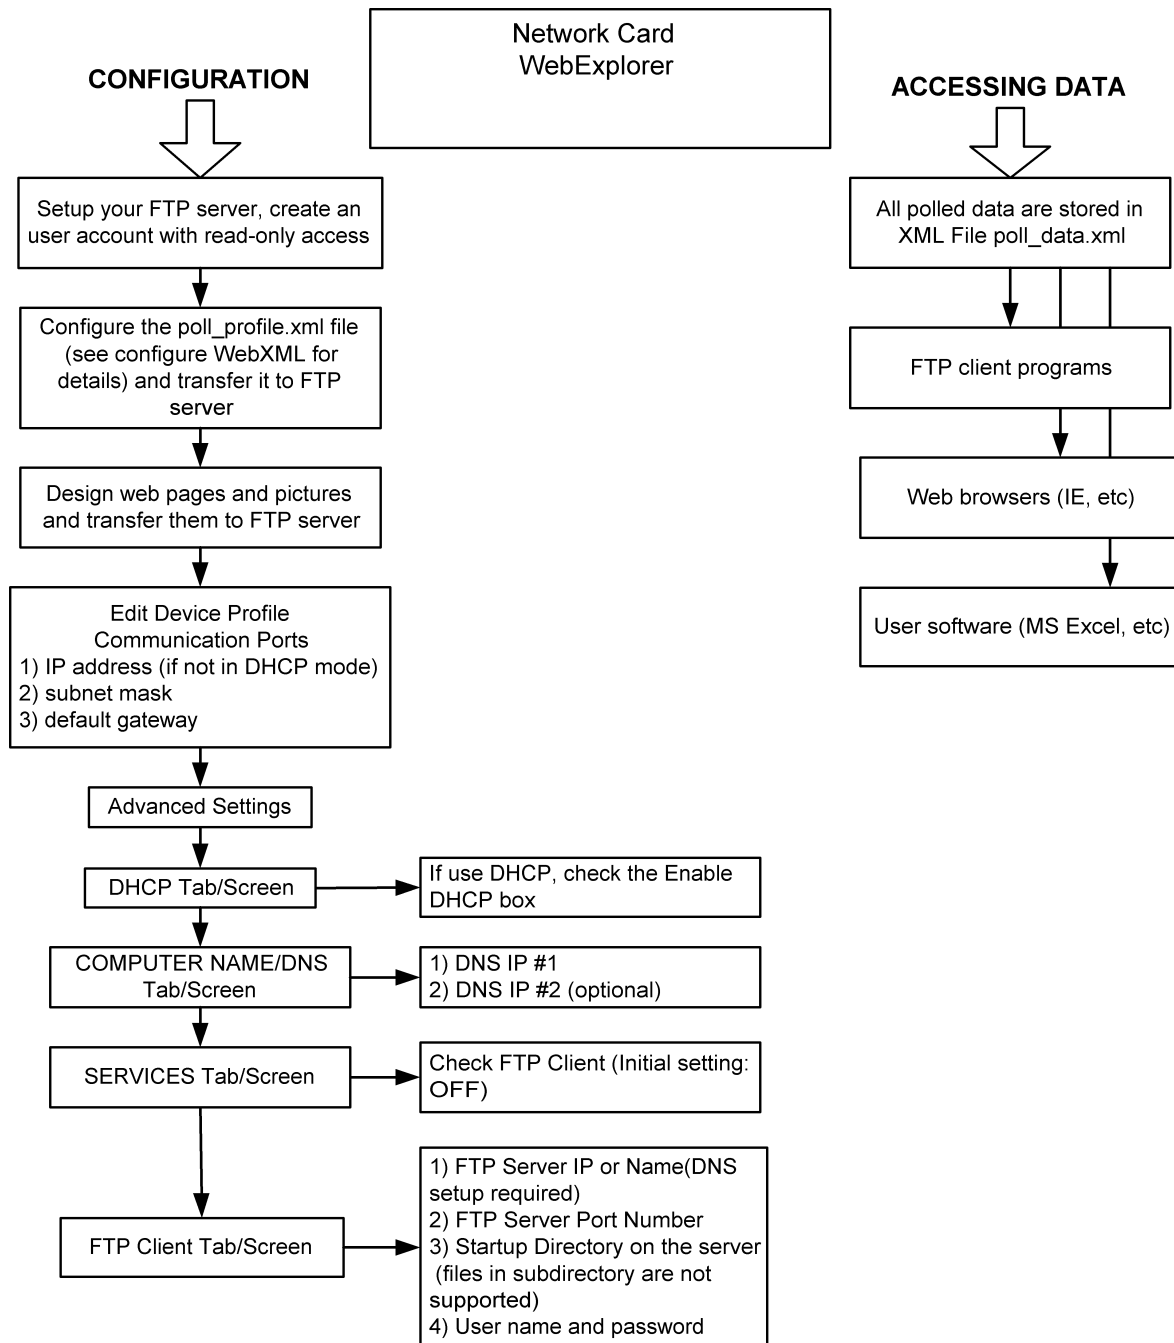 Network Card
WebExplorer
CONFIGURATION
Setup your FTP server, create an
user account with read-only access
Configure the poll_profile.xml file
(see configure WebXML for
details) and transfer it to FTP
server
Design web pages and pictures
and transfer them to FTP server
Edit Device Profile
Communication Ports
1) IP address (if not in DHCP mode)
2) subnet mask
3) default gateway
Advanced Settings
DHCP Tab/Screen
If use DHCP, check the Enable
DHCP box
COMPUTER NAME/DNS
Tab/Screen
1) DNS IP #1
2) DNS IP #2 (optional)
SERVICES Tab/Screen
Check FTP Client (Initial setting:
OFF)
FTP Client Tab/Screen
1) FTP Server IP or Name(DNS
setup required)
2) FTP Server Port Number
3) Startup Directory on the server
(files in subdirectory are not
supported)
4) User name and password
ACCESSING DATA
All polled data are stored in
XML File poll_data.xml
FTP client programs
Web browsers (IE, etc)
User software (MS Excel, etc)